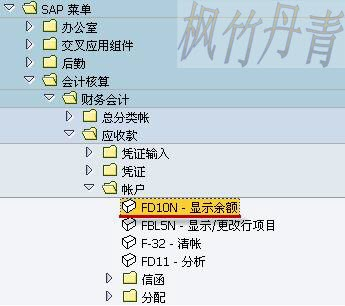 SAP 菜单
枫竹丹青
办公室
交叉应用组件
后勤
会计核算
财务会计
总分类帐
应收款
凭证输入
凭证
帐户
FD10N - 显示余额
FBL5N - 显示/更改行项目
F-32 - 清帐
FD11 - 分析
信函
分配